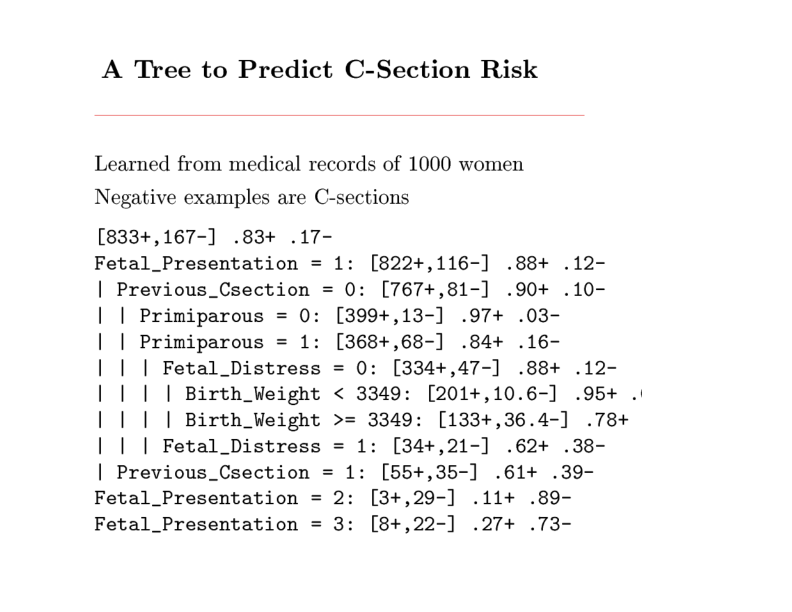 A Tree to Predict C-Section Risk
Learned from medical records of 1000 women
Negative examples are C-sections
[833+,167-] .83+ .17-
Fetal_Presentation = 1: [822+,116-] .88+ .12-
| Previous_Csection = 0: [767+,81-] .90+ .10-
| | Primiparous = 0: [399+,13-] .97+ .03-
| | Primiparous = 1: [368+,68-] .84+ .16-
| | | Fetal_Distress = 0: [334+,47-] .88+ .12-
| | | | Birth_Weight < 3349: [201+,10.6-] .95+
| | | | Birth_Weight >= 3349: [133+,36.4-] .78+
| | | Fetal_Distress = 1: [34+,21-] .62+ .38-
| Previous_Csection = 1: [55+,35-] .61+ .39-
Fetal_Presentation = 2: [3+,29-] .11+ .89-
Fetal_Presentation = 3: [8+,22-] .27+ .73-